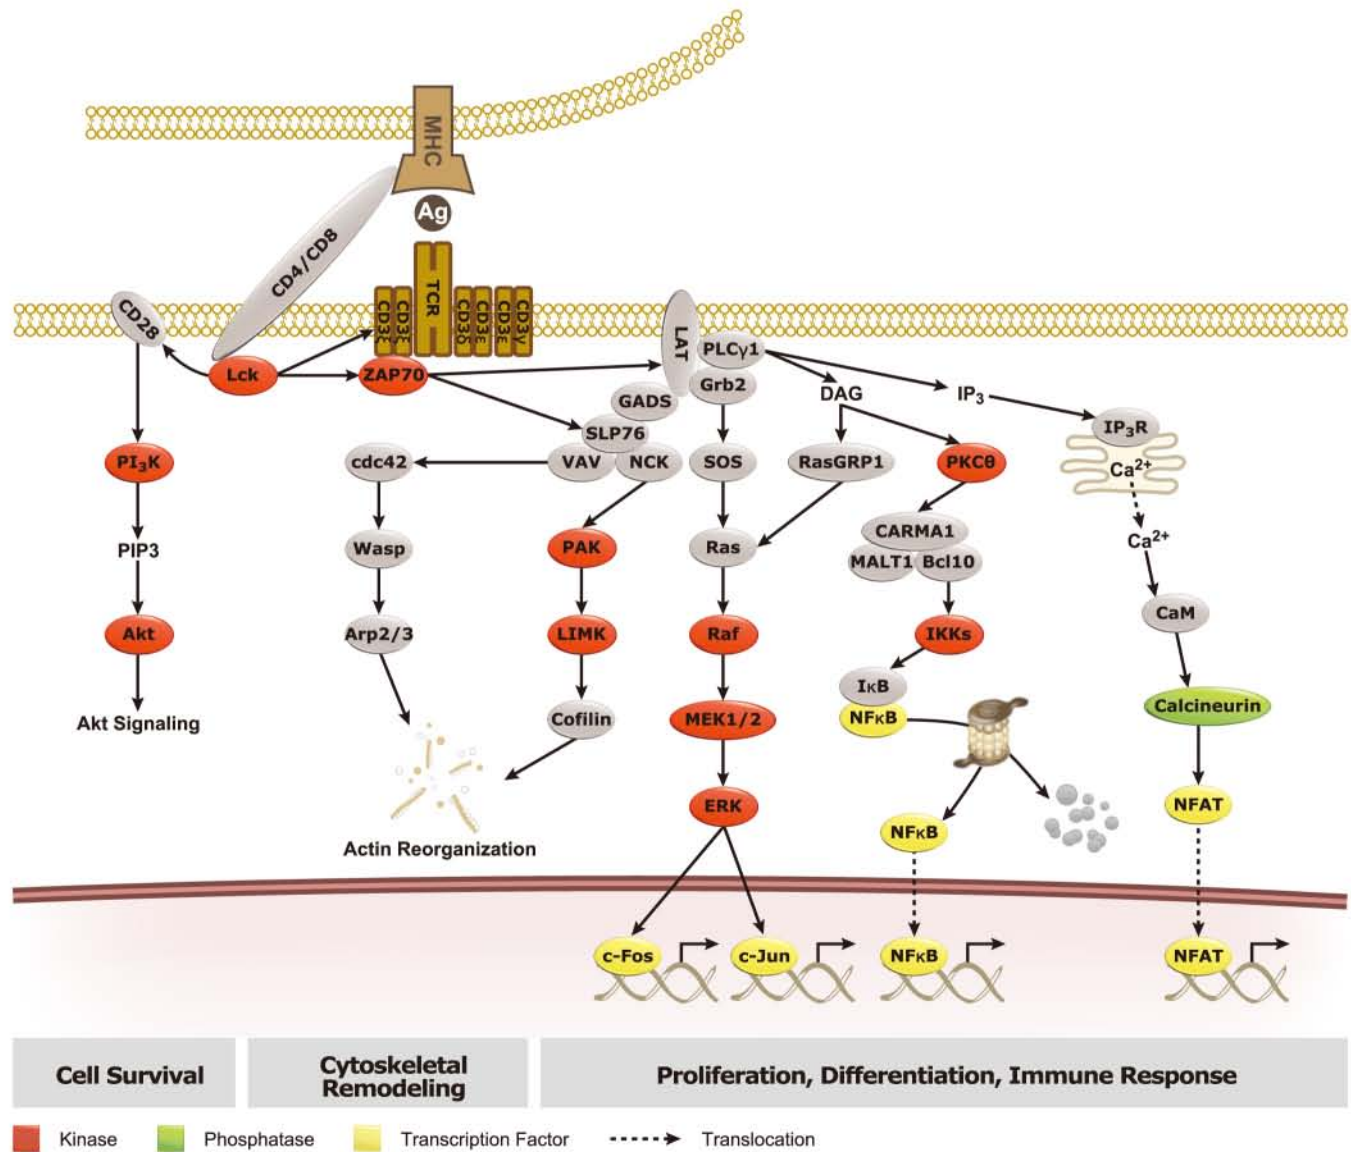 MHC
Ag
CD4/CD8
TCR
CD28
CD3ζ
CD3ξ
CD3δ
CD3ε
CD3ε
CD3γ
LAT
PLCγ1
Lck
ZAP70
Grb2
GADS
DAG
IP3
SLP76
IP3R
PI3K
cdc42
VAV
NCK
SOS
RasGRP1
PKCθ
Ca2+
CARMA1
PIP3
Wasp
PAK
Ras
MALT1
Bcl10
Ca2+
CaM
Akt
Arp2/3
LIMK
Raf
IKKs
IκB
Akt Signaling
Cofilin
MEK1/2
NFκB
Calcineurin
ERK
NFκB
NFAT
Actin Reorganization
c-Fos
c-Jun
NFκB
NFAT
Cell Survival
Cytoskeletal
Remodeling
Proliferation, Differentiation, Immune Response
Kinase
Phosphatase
Transcription Factor
Translocation